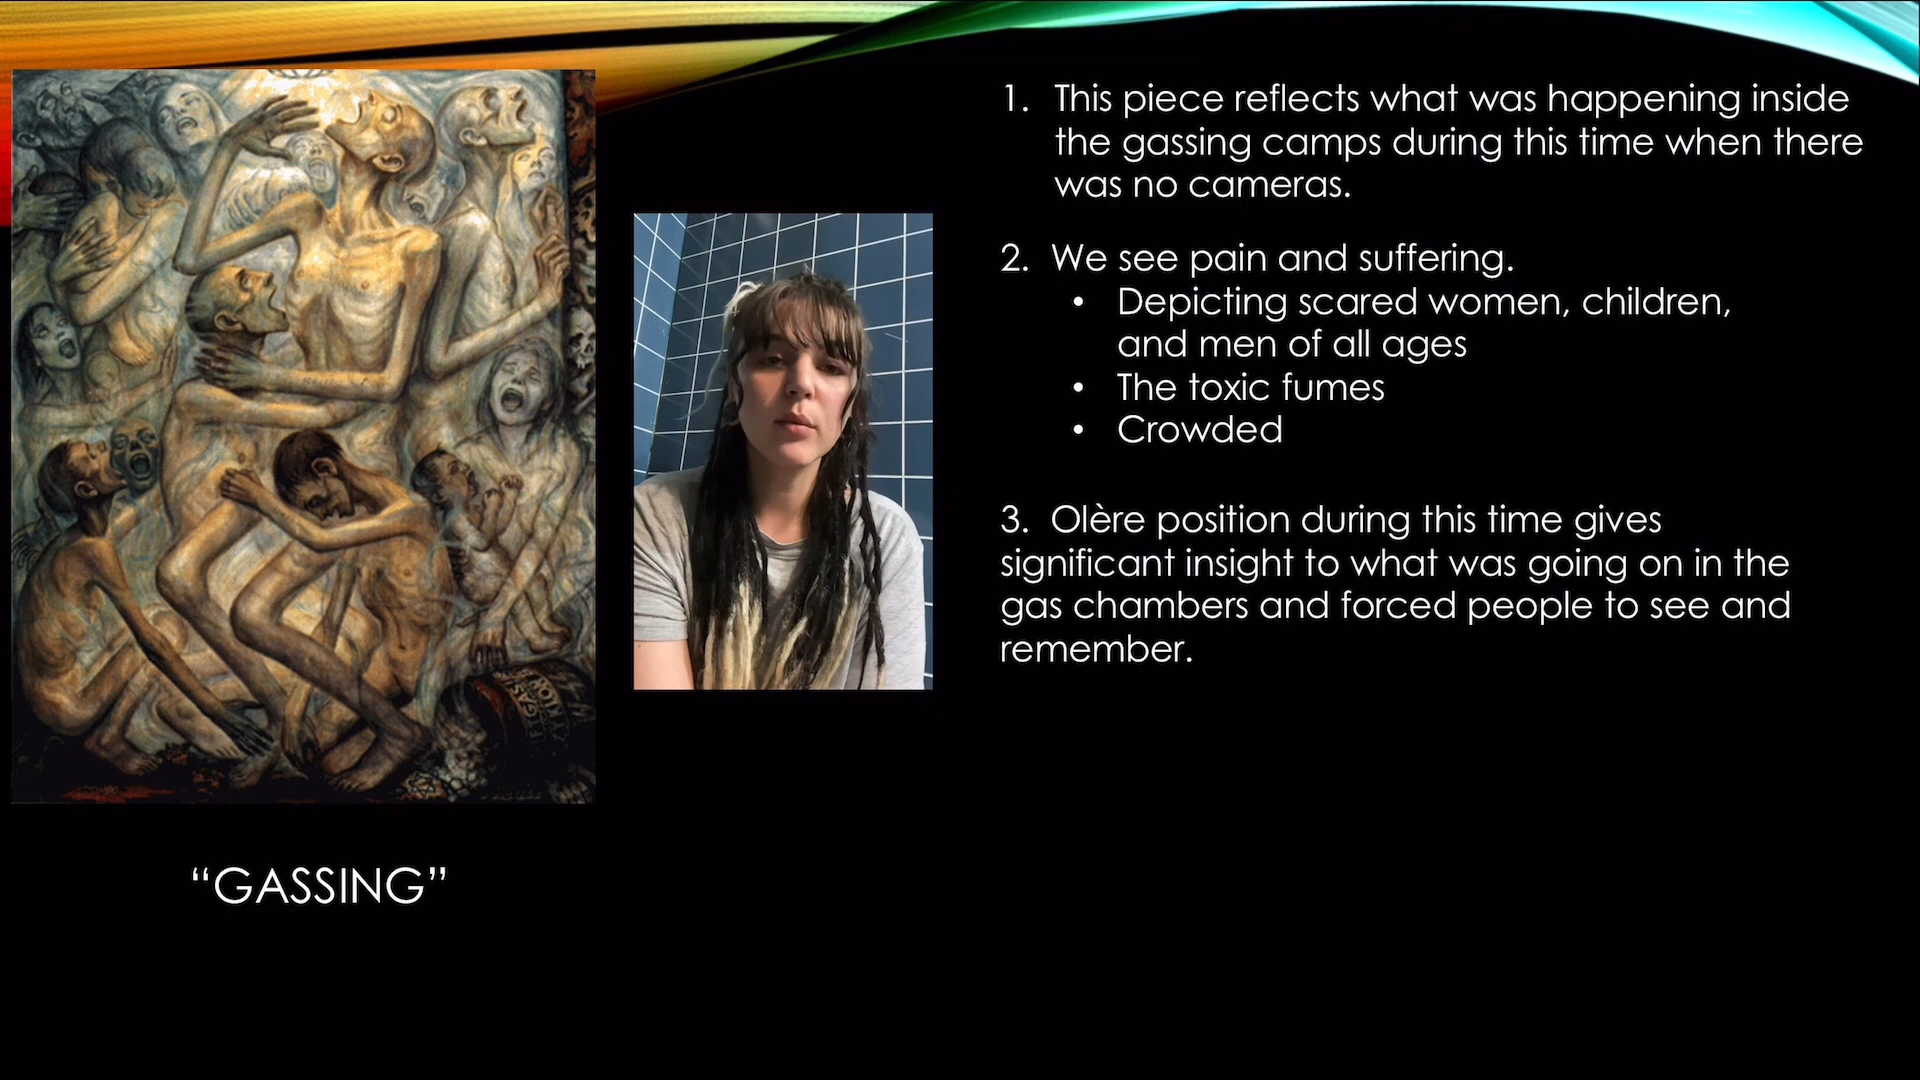 1. This piece reflects what was happening inside
the gassing camps during this time when there
was no cameras.
2. We see pain and suffering.
• Depicting scared women, children,
and men of all ages
• The toxic fumes
• Crowded
3. Olère position during this time gives
significant insight to what was going on in the
gas chambers and forced people to see and
remember.
“GASSING”